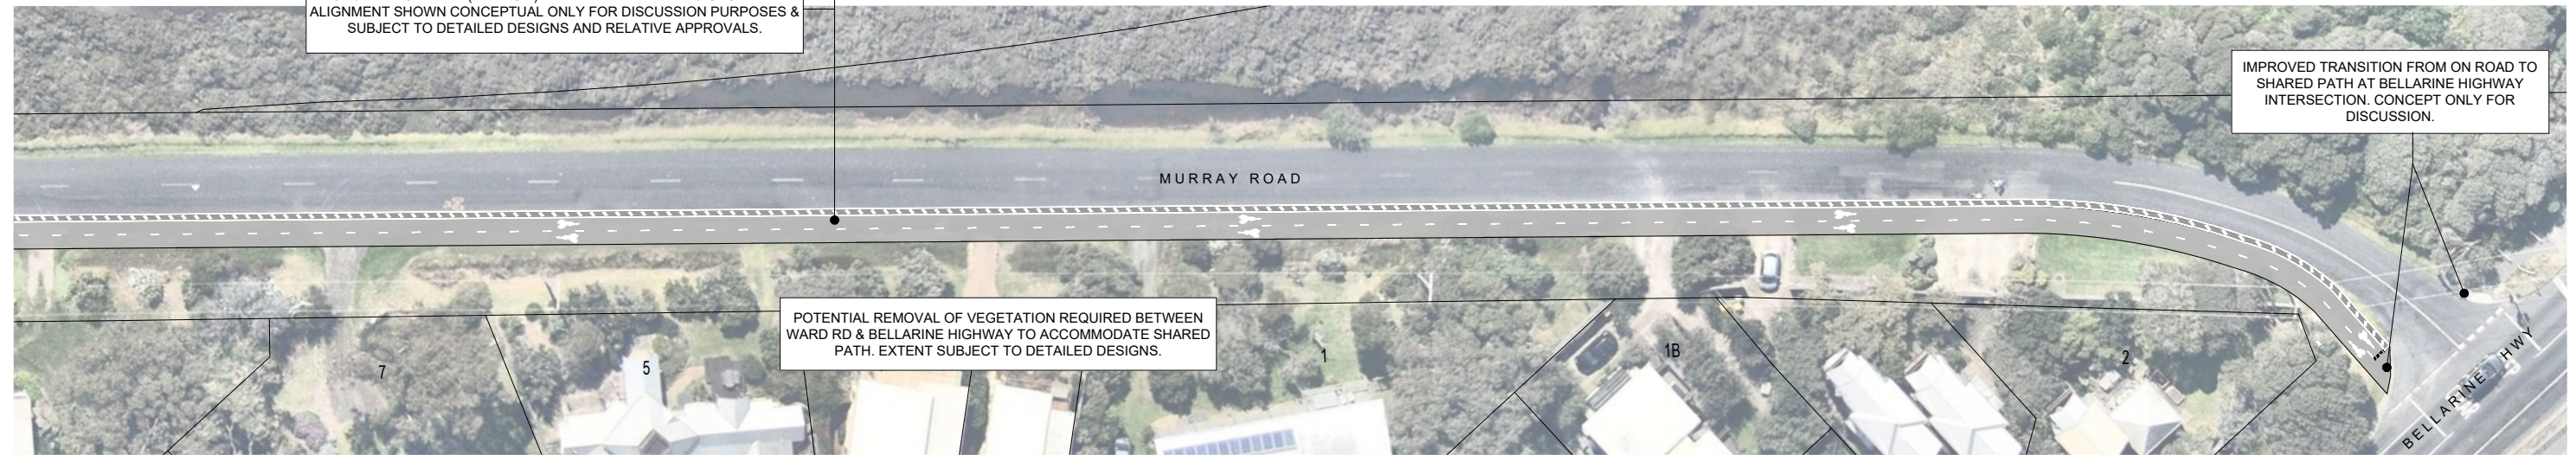 ALIGNMENT SHOWN CONCEPTUAL ONLY FOR DISCUSSION PURPOSES &
SUBJECT TO DETAILED DESIGNS AND RELATIVE APPROVALS.
IMPROVED TRANSITION FROM ON ROAD TO
SHARED PATH AT BELLARINE HIGHWAY
INTERSECTION. CONCEPT ONLY FOR
DISCUSSION.
MURRAY ROAD
POTENTIAL REMOVAL OF VEGETATION REQUIRED BETWEEN
WARD RD & BELLARINE HIGHWAY TO ACCOMMODATE SHARED
PATH. EXTENT SUBJECT TO DETAILED DESIGNS.
7
5
1
1B
2
BELLARINE HWY